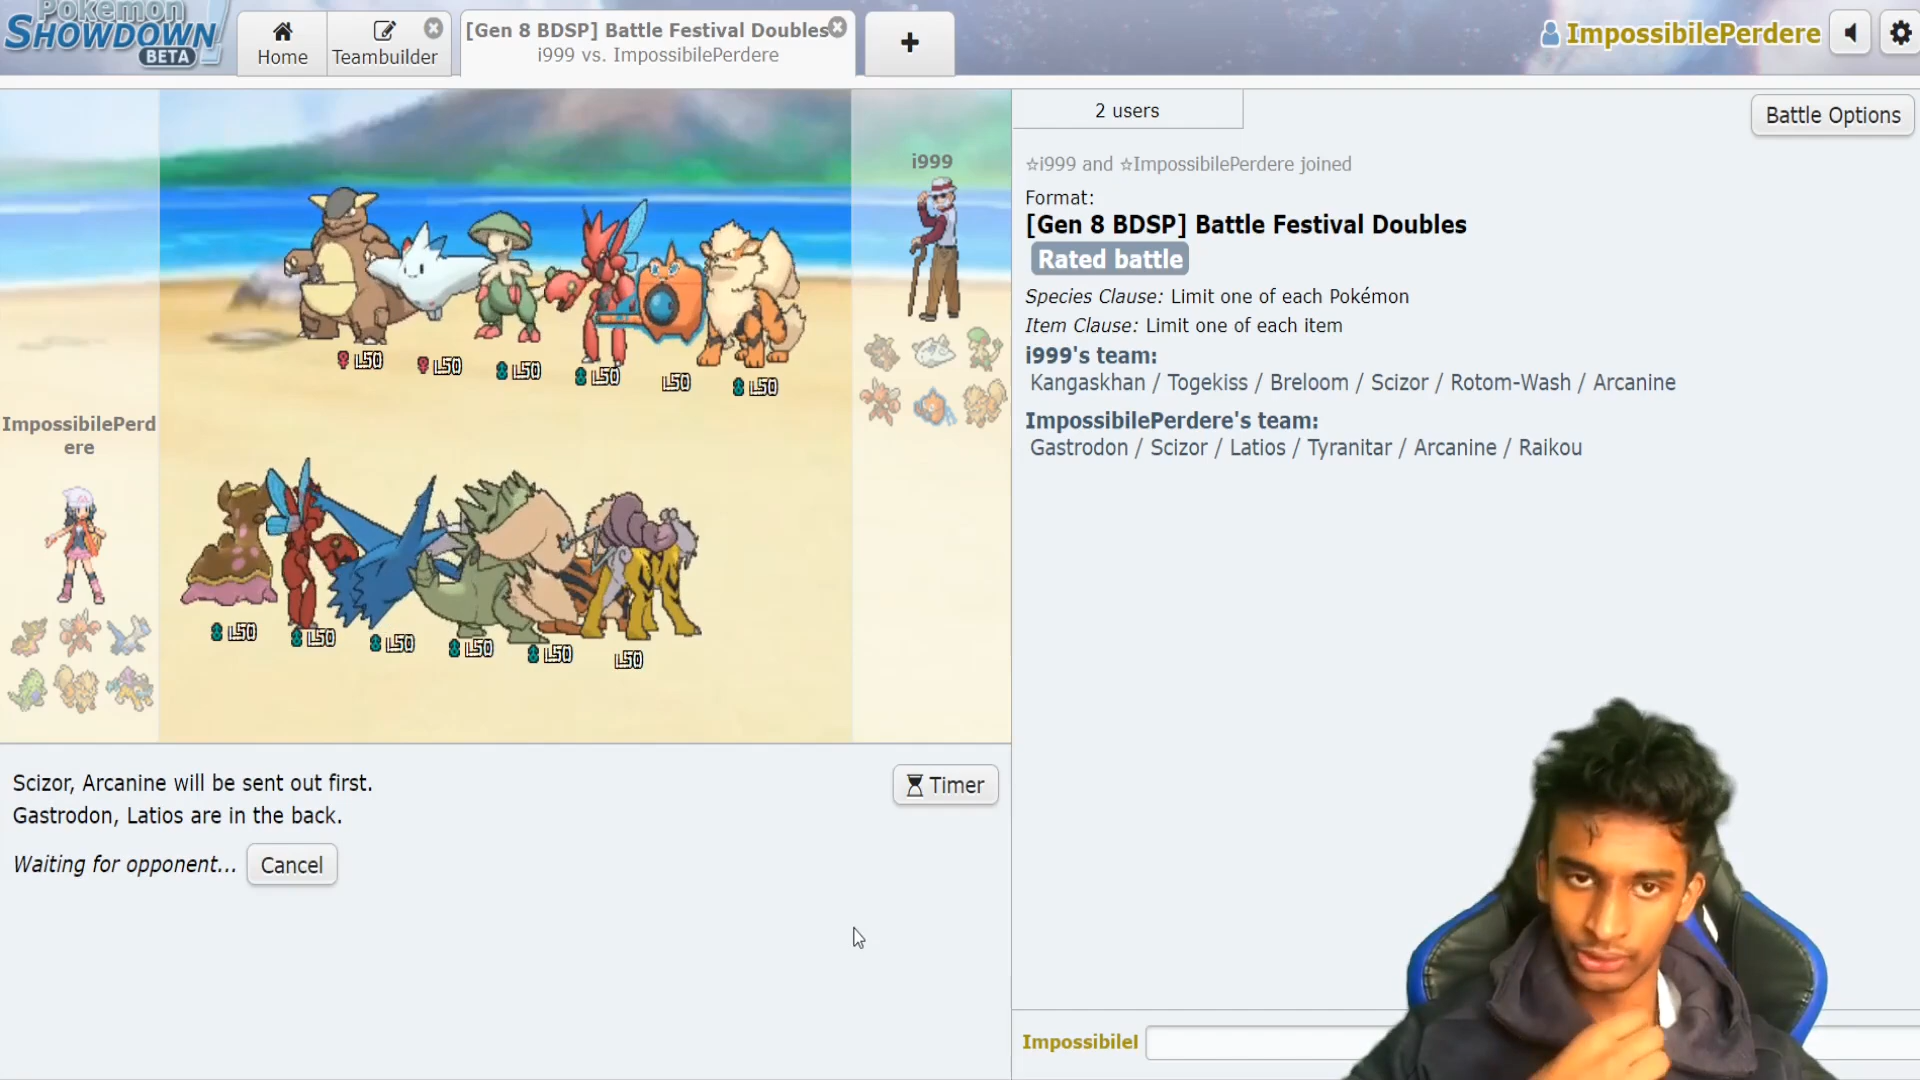 Pokémon
SHOWDOWN
BETA
Home
Teambuilder
[Gen 8 BDSP] Battle Festival Doubles
i999 vs. ImpossibilePerdere
+
ImpossibilePerdere
2 users
Battle Options
☆i999 and ☆ImpossibilePerdere joined
Format:
[Gen 8 BDSP] Battle Festival Doubles
Rated battle
Species Clause: Limit one of each Pokémon
Item Clause: Limit one of each item
i999's team:
Kangaskhan / Togekiss / Breloom / Scizor / Rotom-Wash / Arcanine
ImpossibilePerdere's team:
Gastrodon / Scizor / Latios / Tyranitar / Arcanine / Raikou
i999
L50
L50
L50
L50
L50
L50
ImpossibilePerd
ere
L50
L50
L50
L50
L50
L50
Scizor, Arcanine will be sent out first.
Gastrodon, Latios are in the back.
Timer
Waiting for opponent...
Cancel
Impossibilel